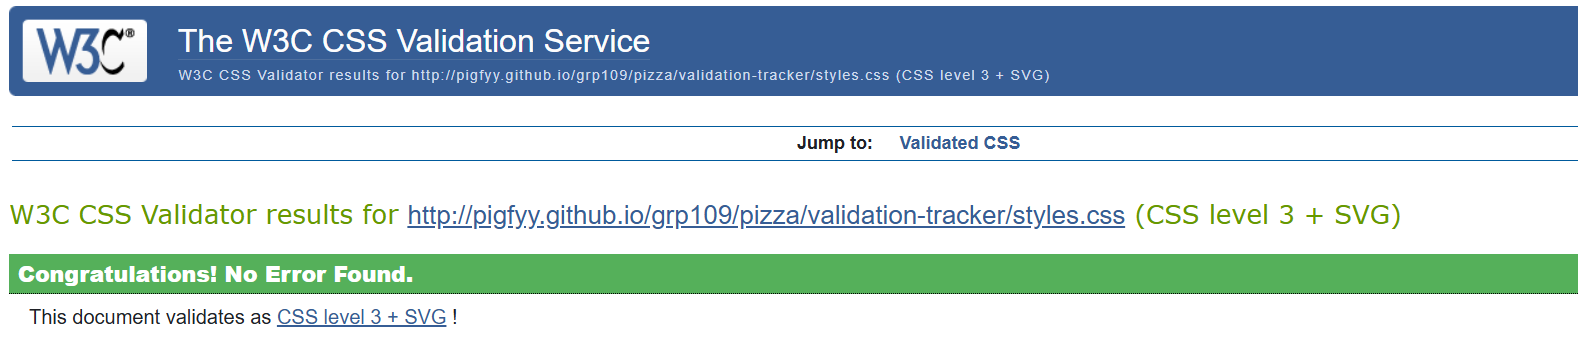 W3C®
The W3C CSS Validation Service
W3C CSS Validator results for http://pigfyy.github.io/grp109/pizza/validation-tracker/styles.css (CSS level 3 + SVG)
Jump to: Validated CSS
W3C CSS Validator results for http://pigfyy.github.io/grp109/pizza/validation-tracker/styles.css (CSS level 3 + SVG)
Congratulations! No Error Found.
This document validates as CSS level 3 + SVG !